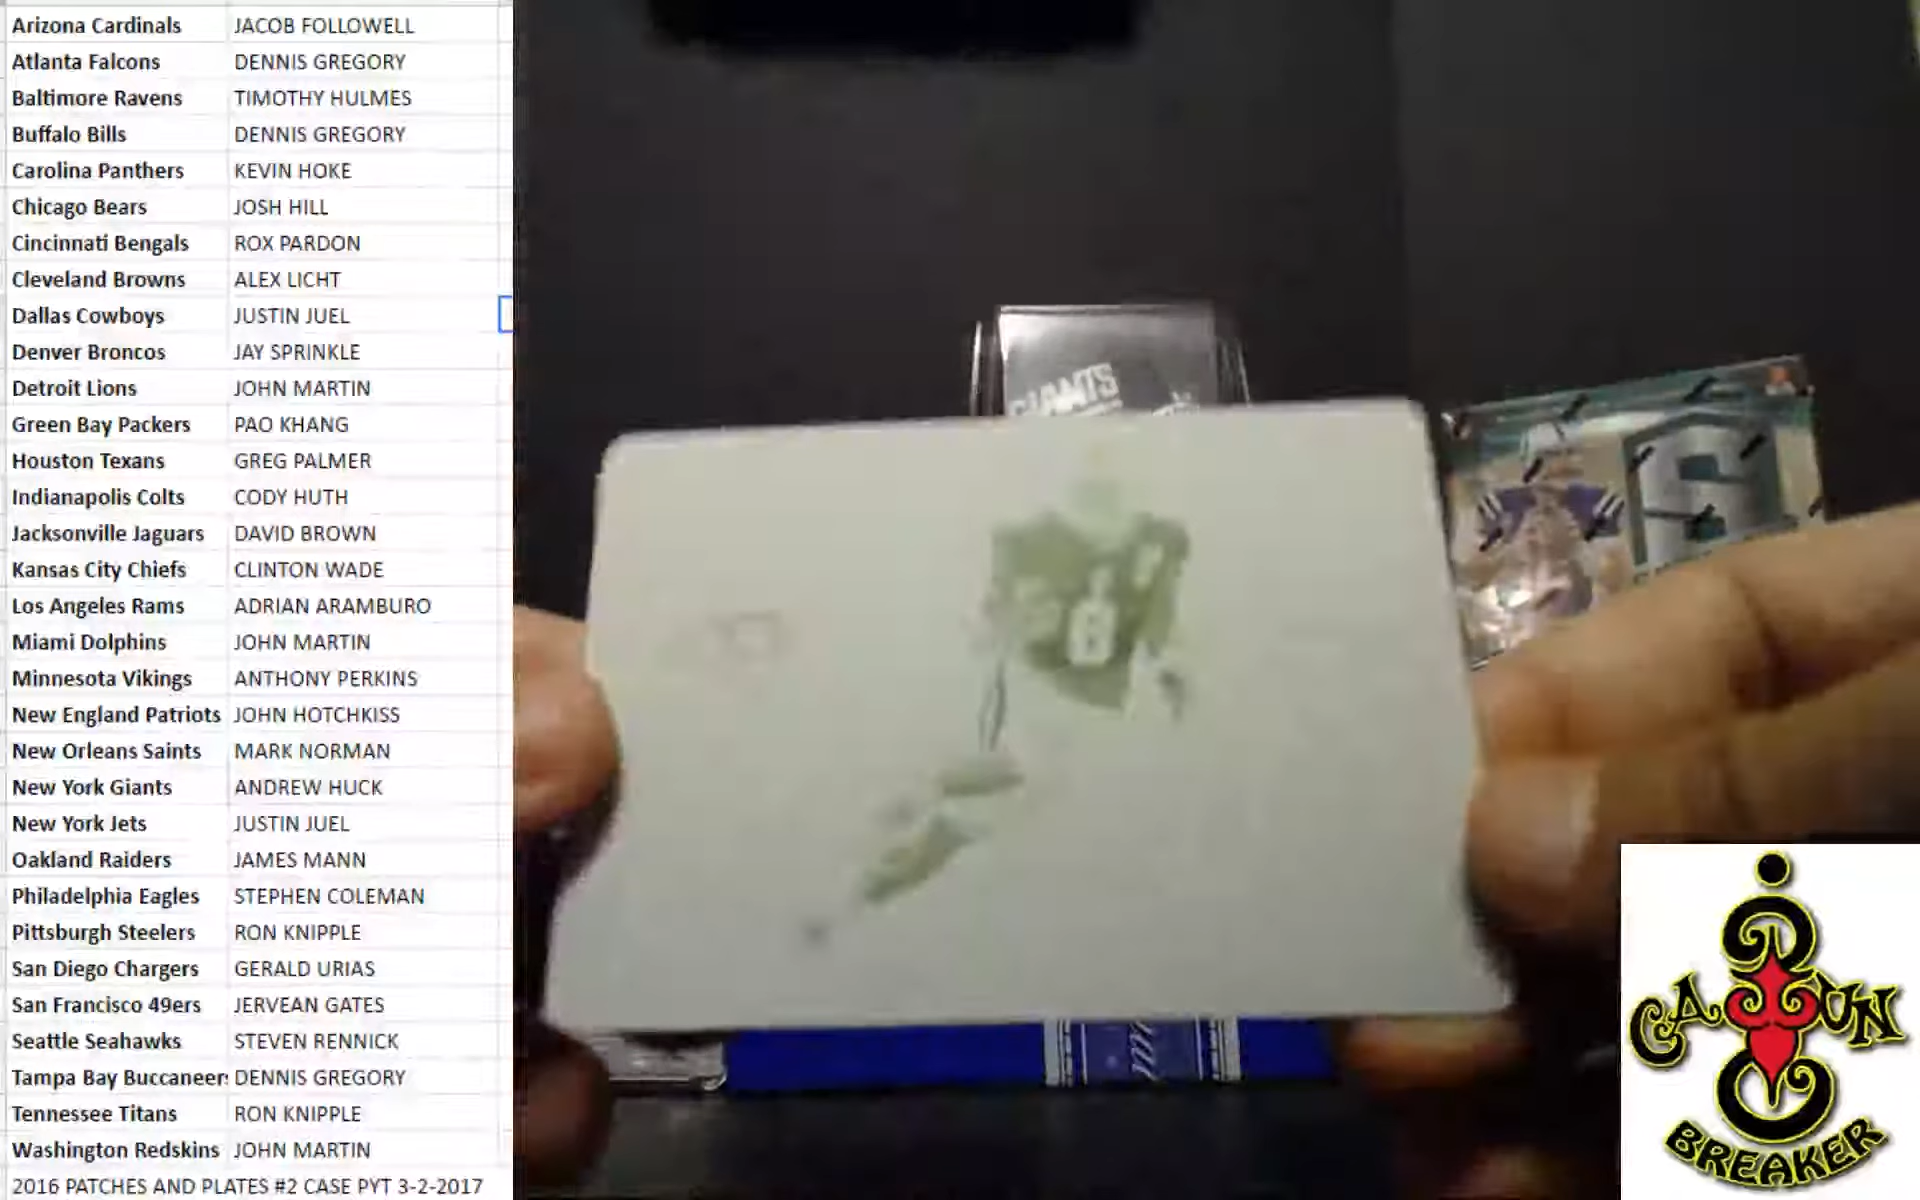 Arizona Cardinals JACOB FOLLOWELL
Atlanta Falcons DENNIS GREGORY
Baltimore Ravens TIMOTHY HULMES
Buffalo Bills DENNIS GREGORY
Carolina Panthers KEVIN HOKE
Chicago Bears JOSH HILL
Cincinnati Bengals ROX PARDON
Cleveland Browns ALEX LICHT
Dallas Cowboys JUSTIN JUEL
Denver Broncos JAY SPRINKLE
Detroit Lions JOHN MARTIN
Green Bay Packers PAO KHANG
Houston Texans GREG PALMER
Indianapolis Colts CODY HUTH
Jacksonville Jaguars DAVID BROWN
Kansas City Chiefs CLINTON WADE
Los Angeles Rams ADRIAN ARAMBURO
Miami Dolphins JOHN MARTIN
Minnesota Vikings ANTHONY PERKINS
New England Patriots JOHN HOTCHKISS
New Orleans Saints MARK NORMAN
New York Giants ANDREW HUCK
New York Jets JUSTIN JUEL
Oakland Raiders JAMES MANN
Philadelphia Eagles STEPHEN COLEMAN
Pittsburgh Steelers RON KNIPPLE
San Diego Chargers GERALD URIAS
San Francisco 49ers JERVEAN GATES
Seattle Seahawks STEVEN RENNICK
Tampa Bay Buccaneers DENNIS GREGORY
Tennessee Titans RON KNIPPLE
Washington Redskins JOHN MARTIN
2016 PATCHES AND PLATES #2 CASE PYT 3-2-2017
GIANTS
8
CAJUN
BREAKER